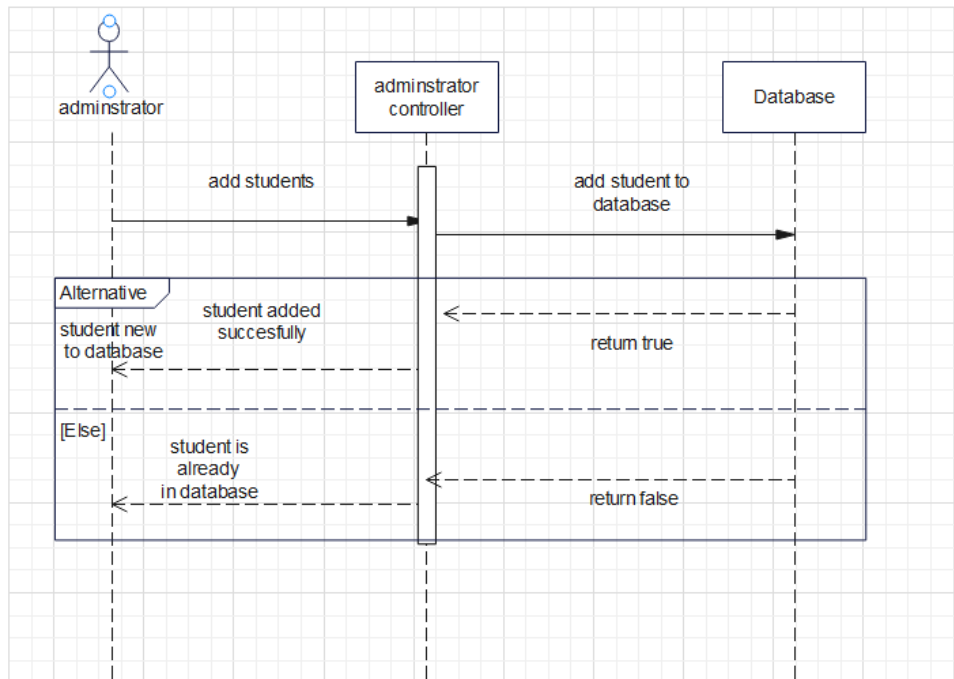 adminstrator
adminstrator
controller
Database
add students
add student to
database
Alternative
student new
to database
student added
succesfully
return true
[Else]
student is
already
in database
return false